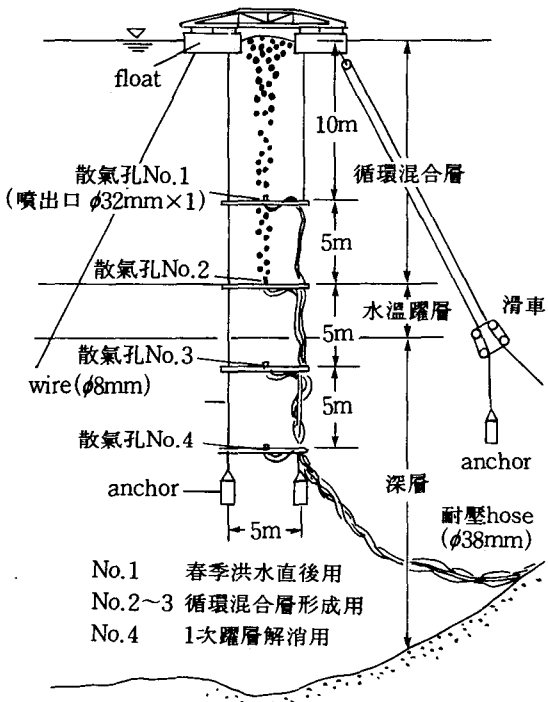 float
10m
散氣孔No.1
(噴出口 φ32mm×1)
循環混合層
5m
散氣孔No.2
水溫躍層
滑車
5m
散氣孔No.3
wire(φ8mm)
5m
散氣孔No.4
anchor
深層
anchor
耐壓hose
(φ38mm)
5m
No.1 春季洪水直後用
No.2~3 循環混合層形成用
No.4 1次躍層解消用